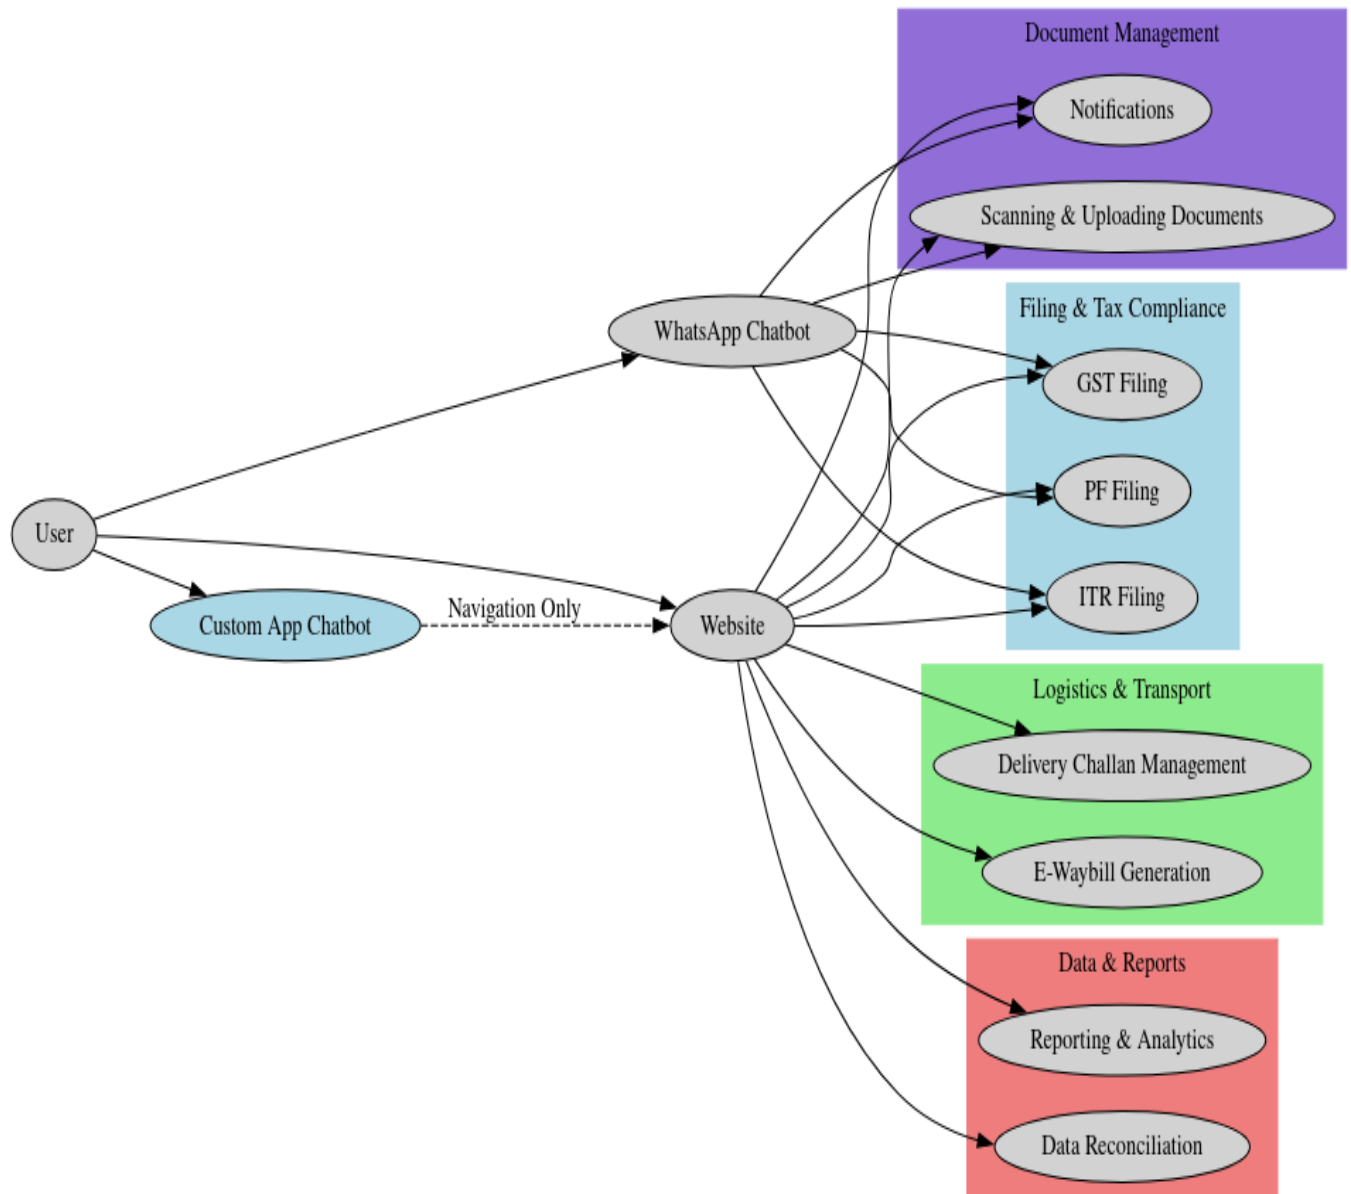 Document Management
Notifications
Scanning & Uploading Documents
WhatsApp Chatbot
Filing & Tax Compliance
GST Filing
PF Filing
ITR Filing
User
Custom App Chatbot
Navigation Only
Website
Logistics & Transport
Delivery Challan Management
E-Waybill Generation
Data & Reports
Reporting & Analytics
Data Reconciliation